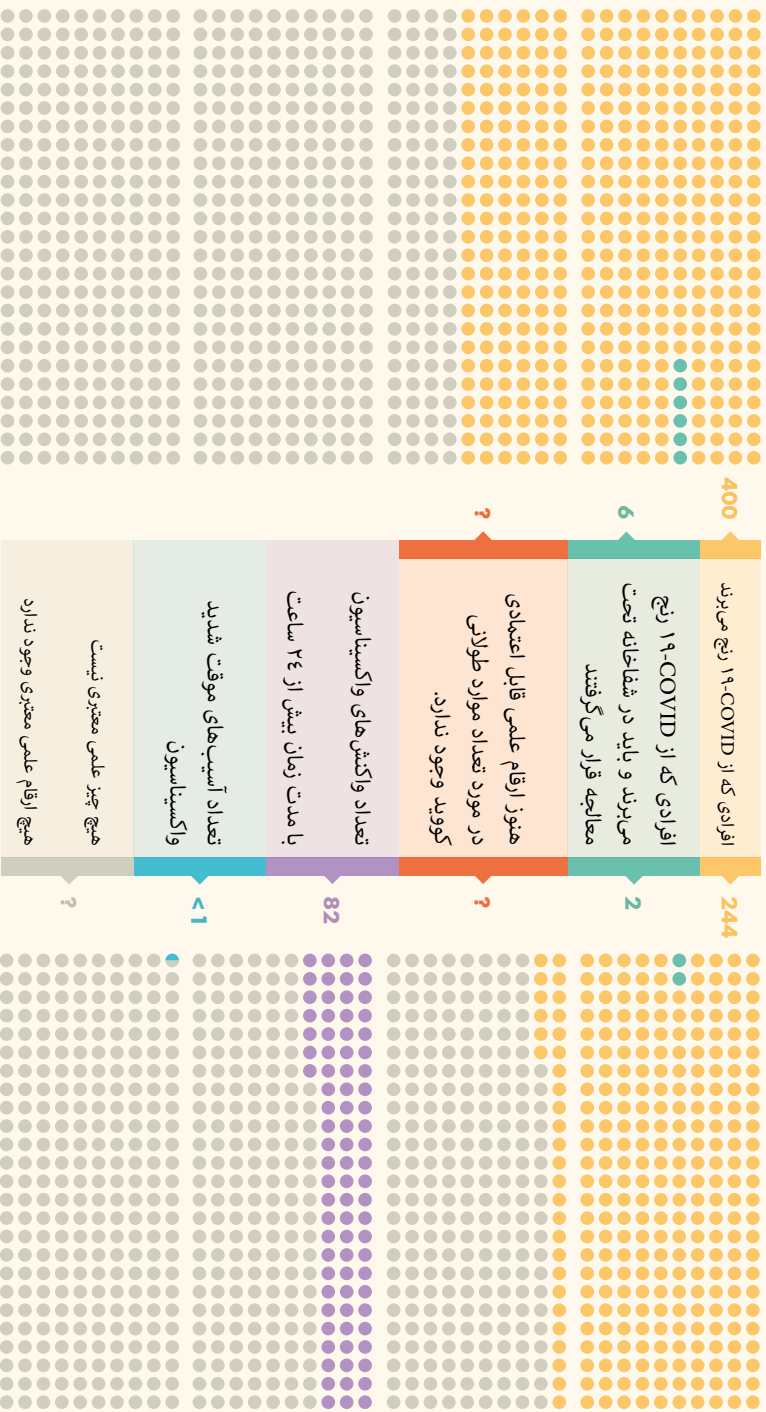 400
افرادی که از COVID-۱۹ رنج می‌برند
244
6
افرادی که از COVID-۱۹ رنج
می‌برند و باید در شفاخانه تحت
معالجه قرار می‌گرفتند
2
?
هنوز ارقام علمی قابل اعتمادی
در مورد تعداد موارد طولانی
کووید وجود ندارد.
?
تعداد واکنش‌های واکسیناسیون
با مدت زمان بیش از ۲٤ ساعت
82
تعداد آسیب‌های موقت شدید
واکسیناسیون
<1
هیچ چیز علمی معتبری نیست
هیچ ارقام علمی معتبری وجود ندارد
?